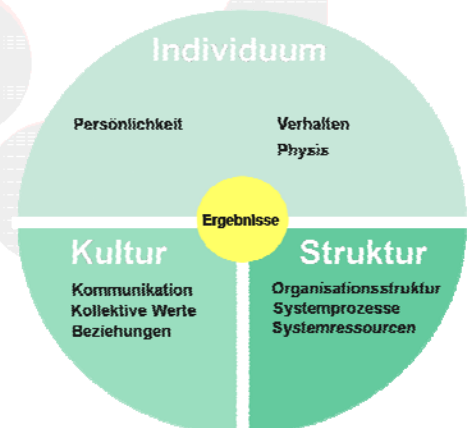 Individuum
Persönlichkeit
Verhalten
Physis
Ergebnisse
Kultur
Kommunikation
Kollektive Werte
Beziehungen
Struktur
Organisationsstruktur
Systemprozesse
Systemressourcen